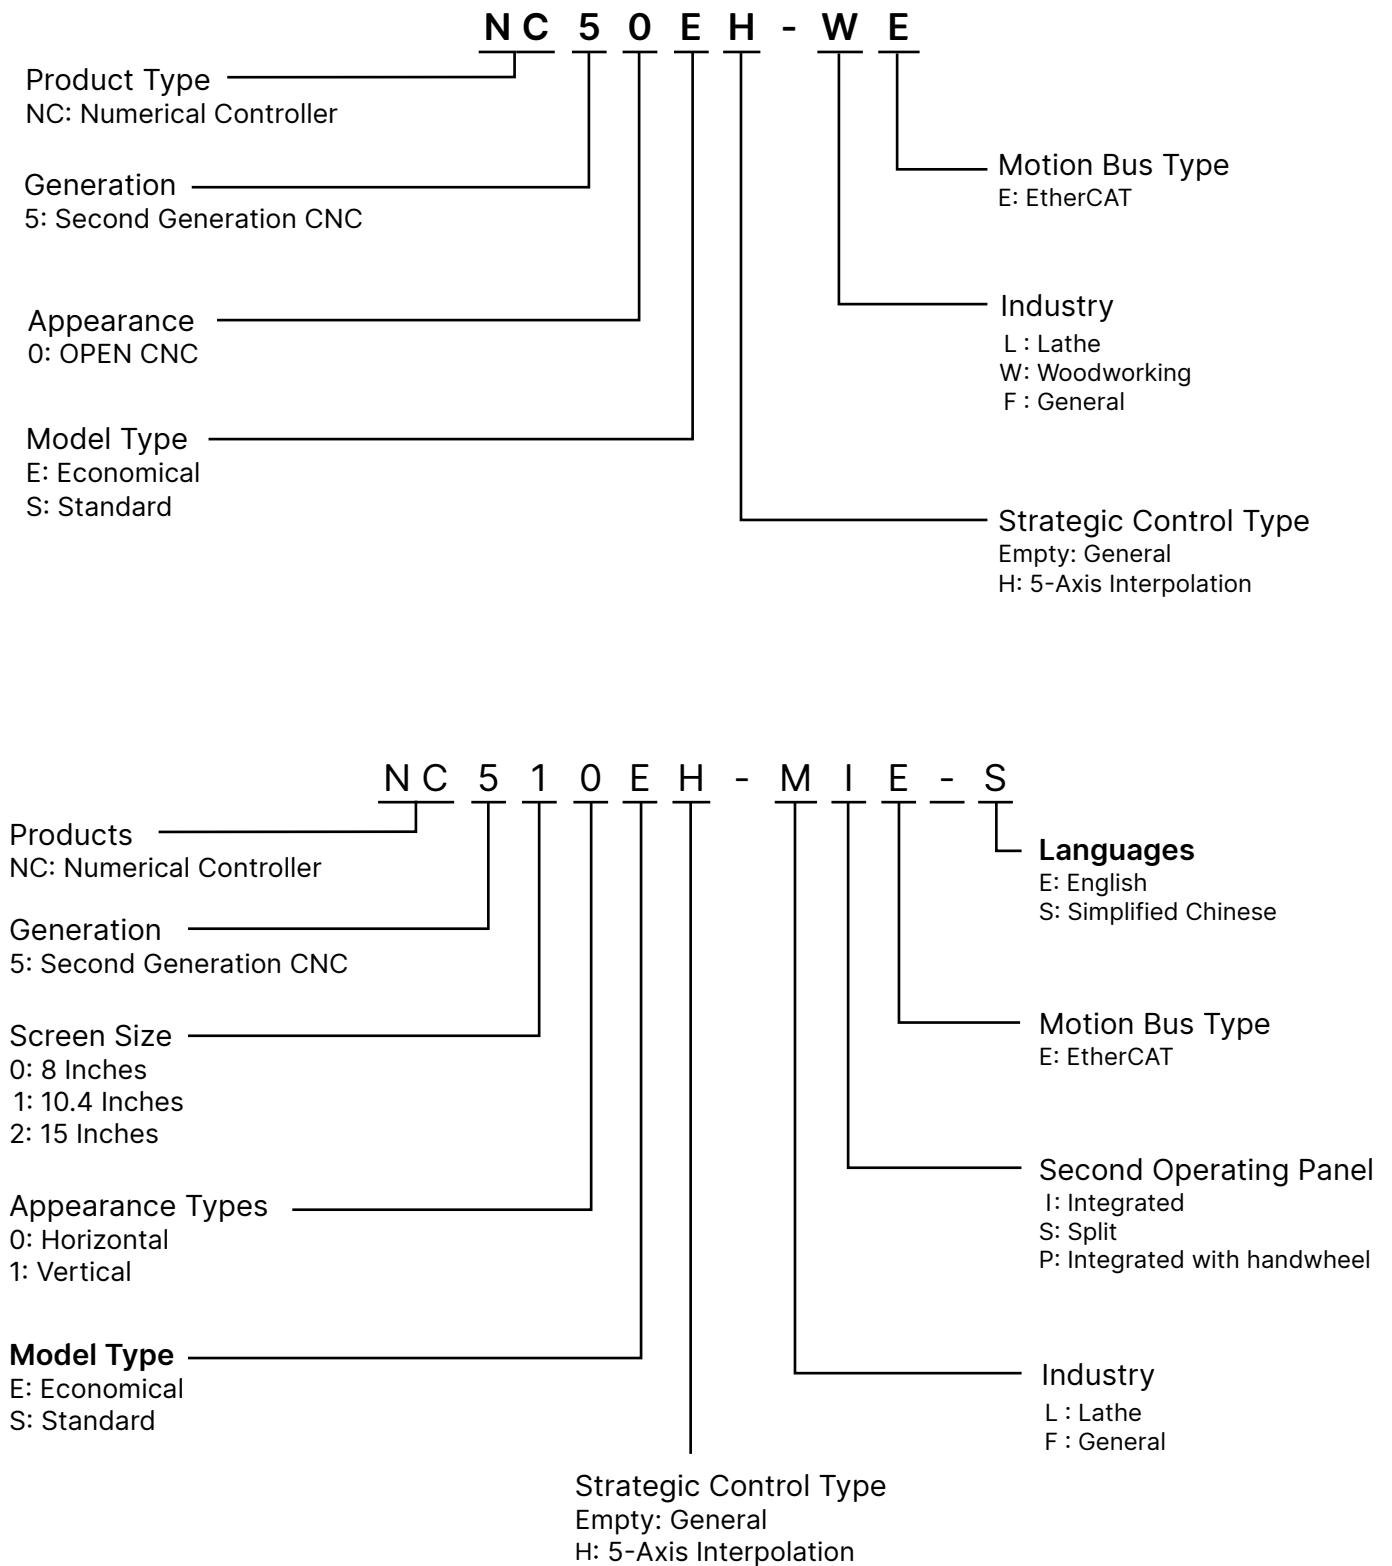 NC50EH-WE
Product Type
NC: Numerical Controller
Generation
5: Second Generation CNC
Appearance
0: OPEN CNC
Model Type
E: Economical
S: Standard
Motion Bus Type
E: EtherCAT
Industry
L : Lathe
W: Woodworking
F : General
Strategic Control Type
Empty: General
H: 5-Axis Interpolation
NC510EH-MIE-S
Products
NC: Numerical Controller
Generation
5: Second Generation CNC
Screen Size
0: 8 Inches
1: 10.4 Inches
2: 15 Inches
Appearance Types
0: Horizontal
1: Vertical
Model Type
E: Economical
S: Standard
Strategic Control Type
Empty: General
H: 5-Axis Interpolation
Languages
E: English
S: Simplified Chinese
Motion Bus Type
E: EtherCAT
Second Operating Panel
I: Integrated
S: Split
P: Integrated with handwheel
Industry
L : Lathe
F : General